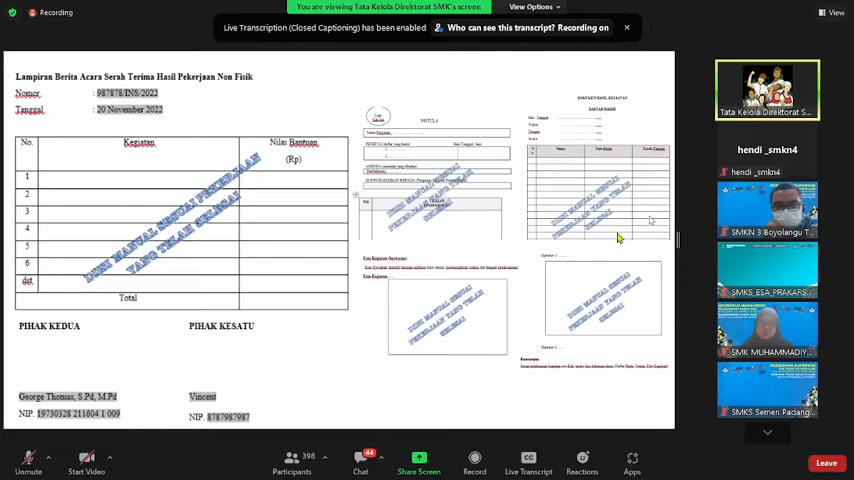 Recording
You are viewing Tata Kelola Direktorat SMK's screen
View Options
View
Live Transcription (Closed Captioning) has been enabled
Who can see this transcript? Recording on
Lampiran Berita Acara Serah Terima Hasil Pekerjaan Non Fisik
Nomor : 987878/INS/2022
Tanggal : 20 November 2022
No. Kegiatan Nilai Bantuan (Rp)
1
2
3
4
5
6
dst
Total
DIISI MANUAL SESUAI PEKERJAAN
YANG TELAH SELESAI
PIHAK KEDUA PIHAK KESATU
George Thomas, S.Pd, M.Pd Vincent
NIP. 19730328 211604 1 009 NIP. 8787987987
Logo
Sekolah
NOTULA
NO
DIISI MANUAL SESUAI
PEKERJAAN YANG TELAH
SELESAI
DOKUMEN HASIL KEGIATAN
DAFTAR HADIR
DIISI MANUAL SESUAI
PEKERJAAN YANG TELAH
SELESAI
DIISI MANUAL SESUAI
PEKERJAAN YANG TELAH
SELESAI
DIISI MANUAL SESUAI
PEKERJAAN YANG TELAH
SELESAI
Tata Kelola Direktorat S...
hendi _smkn4
hendi _smkn4
SMKN 3 Boyolangu T...
SMKS_ESA_PRAKARS...
SMK MUHAMMADIY...
SMKS Semen Padang...
Unmute
Start Video
398
Participants
44
Chat
Share Screen
Record
CC
Live Transcript
Reactions
Apps
Leave